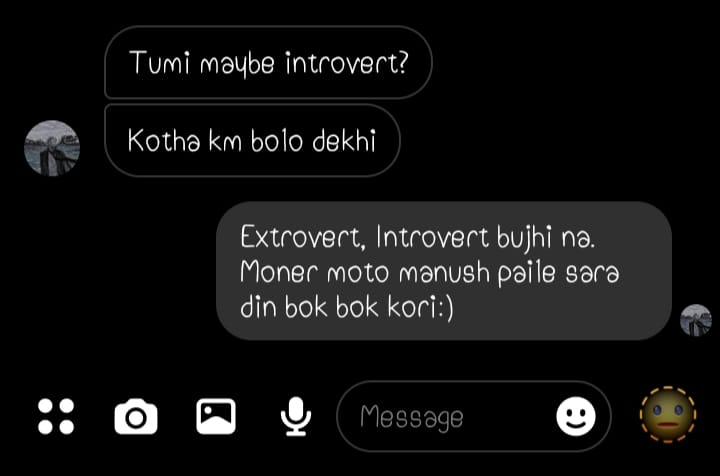 Tumi maybe introvert?
Kotha km bolo dekhi
Extrovert, Introvert bujhi na.
Moner moto manush paile sara
din bok bok kori:)
Message